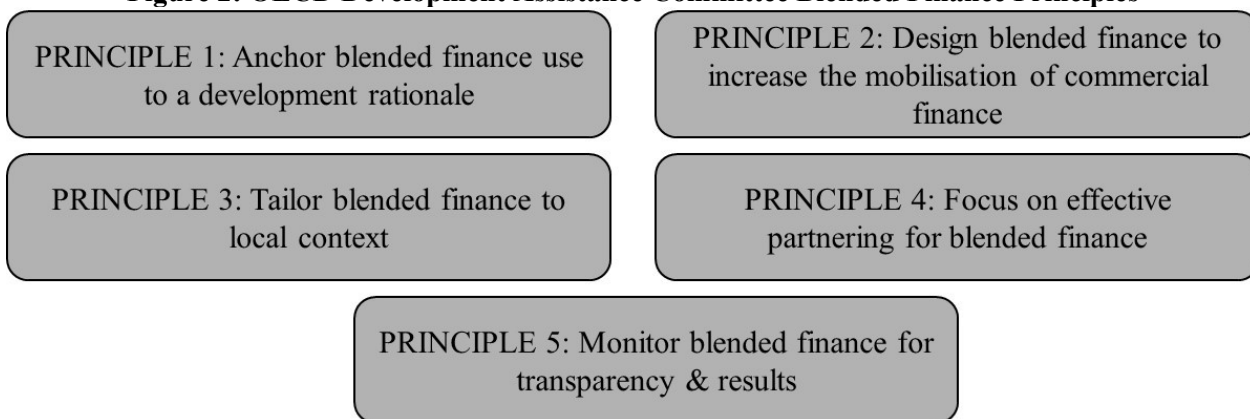 Figure 2: OECD Development Assistance Committee Blended Finance Principles
PRINCIPLE 1: Anchor blended finance use
to a development rationale
PRINCIPLE 2: Design blended finance to
increase the mobilisation of commercial
finance
PRINCIPLE 3: Tailor blended finance to
local context
PRINCIPLE 4: Focus on effective
partnering for blended finance
PRINCIPLE 5: Monitor blended finance for
transparency & results